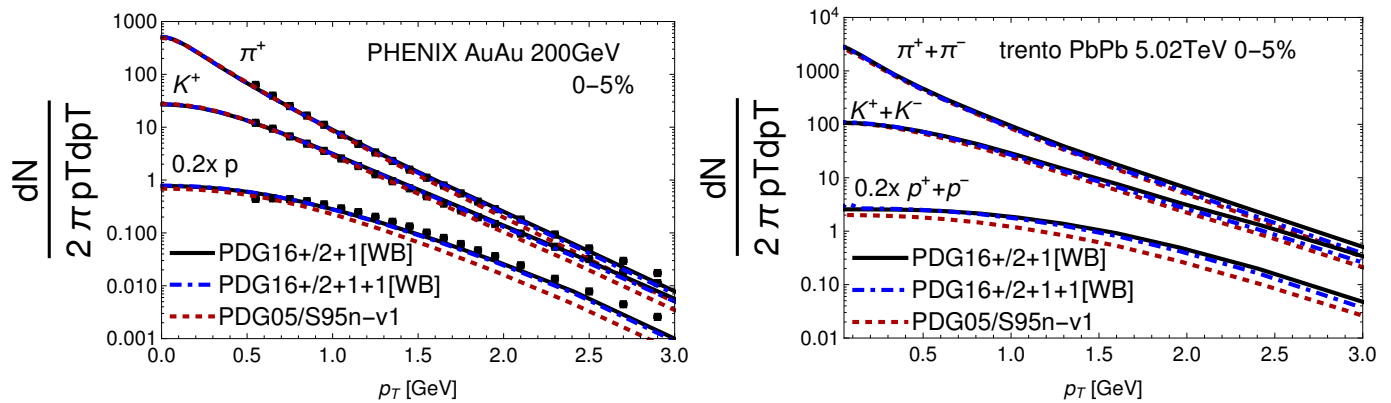 dN
2 π pTdpT
1000
100
10
1
0.100
0.010
0.001
π+
K+
0.2x p
PHENIX AuAu 200GeV
0–5%
PDG16+/2+1[WB]
PDG16+/2+1+1[WB]
PDG05/S95n−v1
0.0 0.5 1.0 1.5 2.0 2.5 3.0
pT [GeV]
dN
2 π pTdpT
10^4
1000
100
10
1
0.10
0.01
π+ + π−
K+ + K−
0.2x p+ + p−
trento PbPb 5.02TeV 0–5%
PDG16+/2+1[WB]
PDG16+/2+1+1[WB]
PDG05/S95n−v1
0.5 1.0 1.5 2.0 2.5 3.0
pT [GeV]